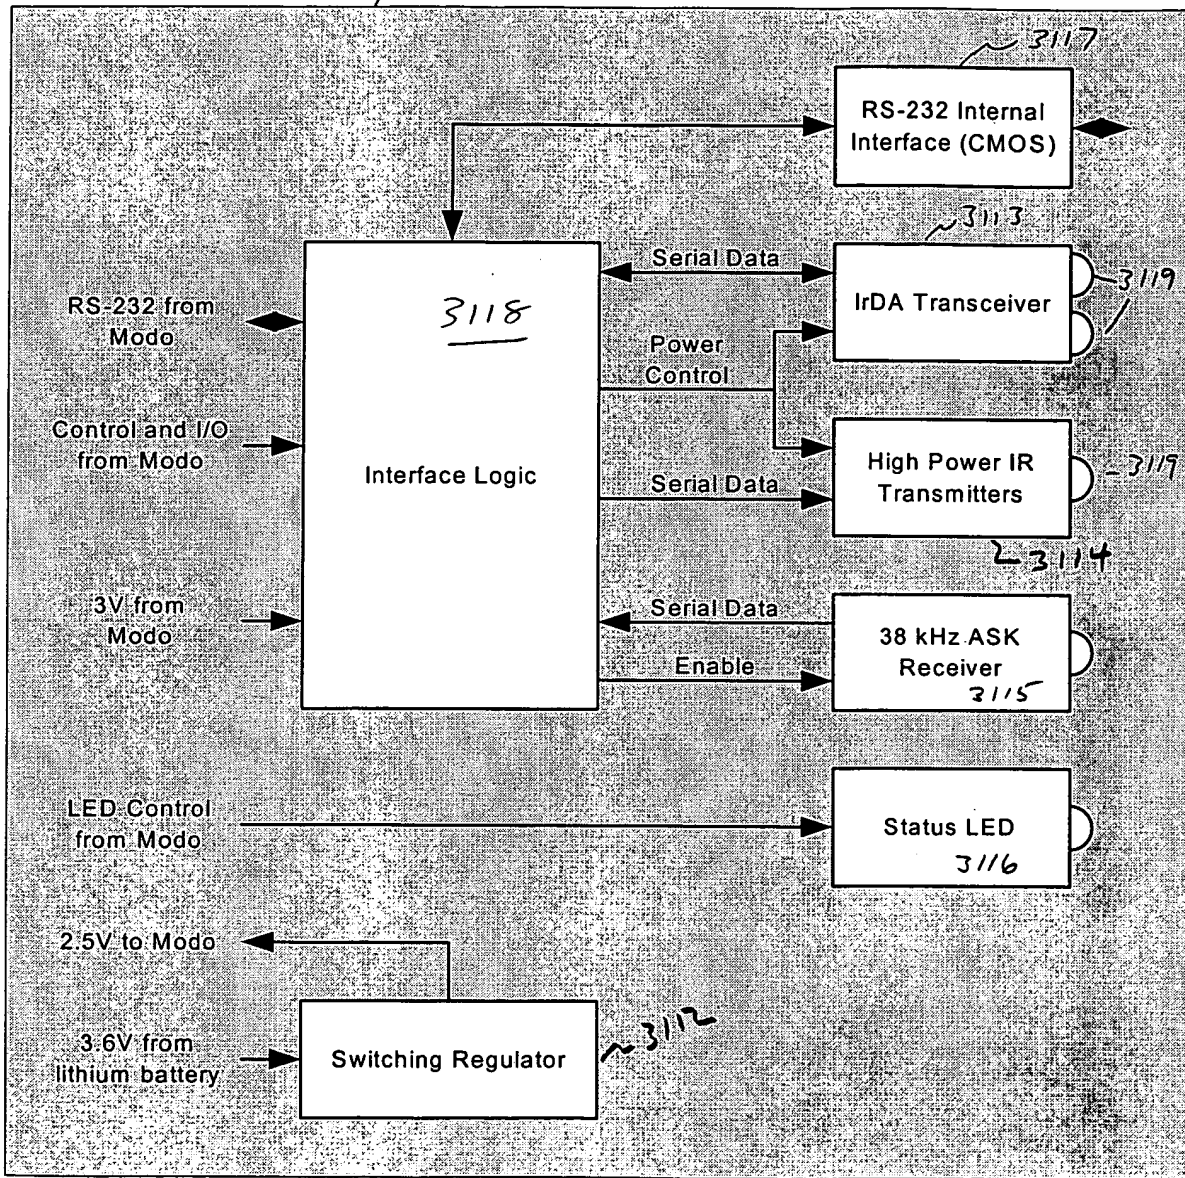 3117
RS-232 Internal
Interface (CMOS)
3113
Serial Data
3119
IrDA Transceiver
RS-232 from
Modo
3118
Power
Control
Control and I/O
from Modo
Interface Logic
High Power IR
Transmitters
3119
Serial Data
3114
3V from
Modo
Serial Data
38 kHz ASK
Receiver
3115
Enable
LED Control
from Modo
Status LED
3116
2.5V to Modo
3.6V from
lithium battery
Switching Regulator
3112